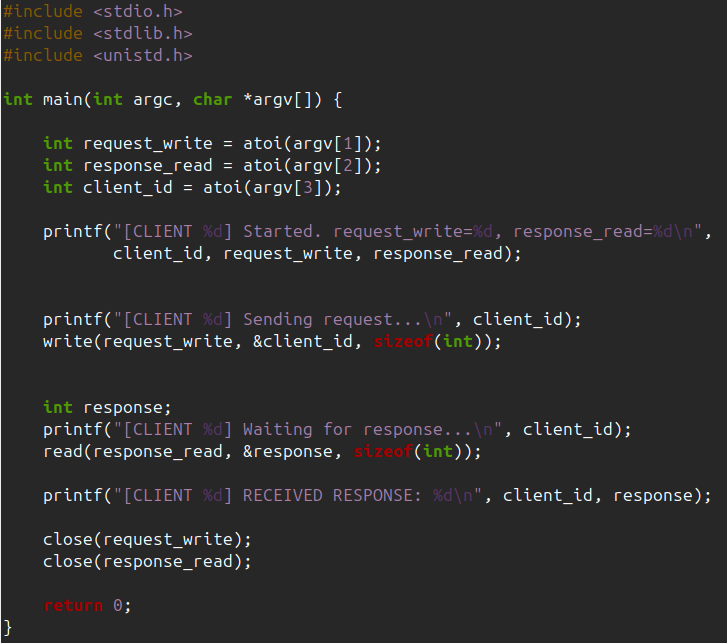 #include <stdio.h>
#include <stdlib.h>
#include <unistd.h>
int main(int argc, char *argv[]) {
    int request_write = atoi(argv[1]);
    int response_read = atoi(argv[2]);
    int client_id = atoi(argv[3]);
    printf("[CLIENT %d] Started. request_write=%d, response_read=%d\n",
           client_id, request_write, response_read);
    printf("[CLIENT %d] Sending request...\n", client_id);
    write(request_write, &client_id, sizeof(int));
    int response;
    printf("[CLIENT %d] Waiting for response...\n", client_id);
    read(response_read, &response, sizeof(int));
    printf("[CLIENT %d] RECEIVED RESPONSE: %d\n", client_id, response);
    close(request_write);
    close(response_read);
    return 0;
}